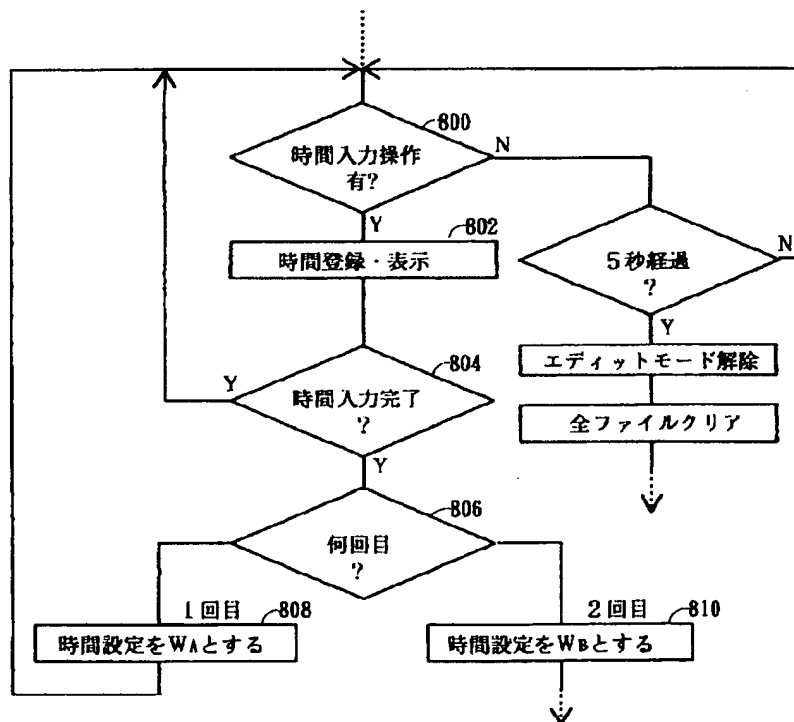 800
時間入力操作
有?
N
Y
802
時間登録・表示
5秒経過
?
N
Y
エディットモード解除
全ファイルクリア
804
Y
時間入力完了
?
Y
806
何回目
?
1回目
808
時間設定をWAとする
2回目
810
時間設定をWBとする